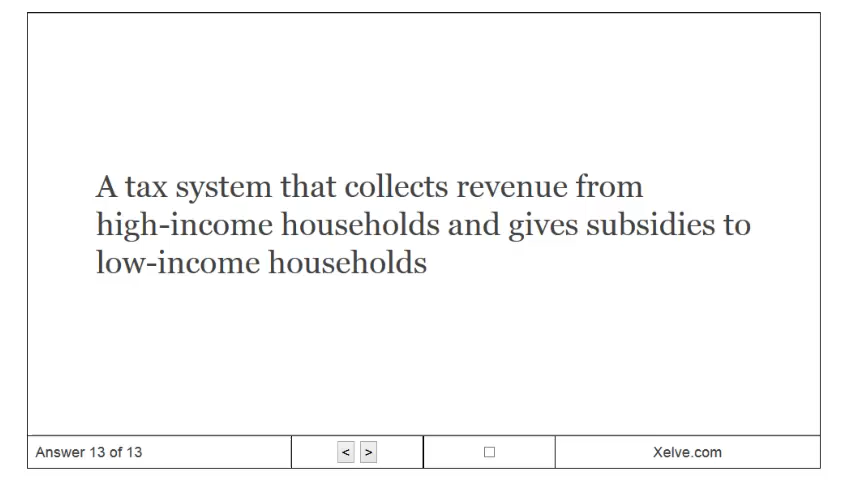 A tax system that collects revenue from
high-income households and gives subsidies to
low-income households
Answer 13 of 13
< >
Xelve.com